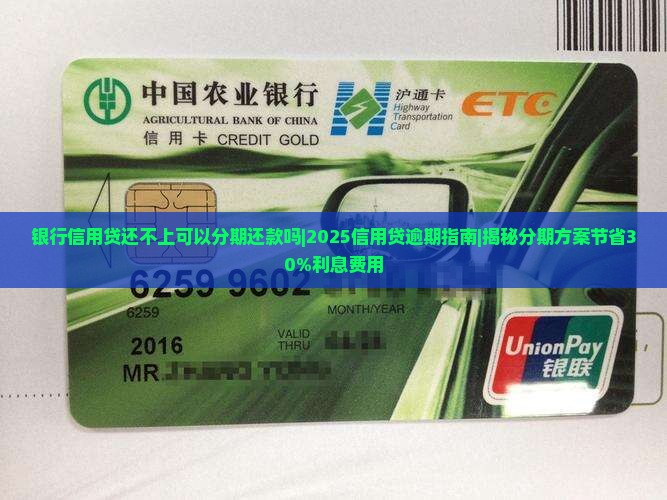 中国农业银行
AGRICULTURAL BANK OF CHINA
信用卡 CREDIT GOLD
沪通卡
Highway
Transportation
Card
ETC
银行信用贷还不上可以分期还款吗|2025信用贷逾期指南|揭秘分期方案节省3
0%利息费用
6259
MONTH/YEAR
2016
VALID
THRU
MR
UnionPay
银联